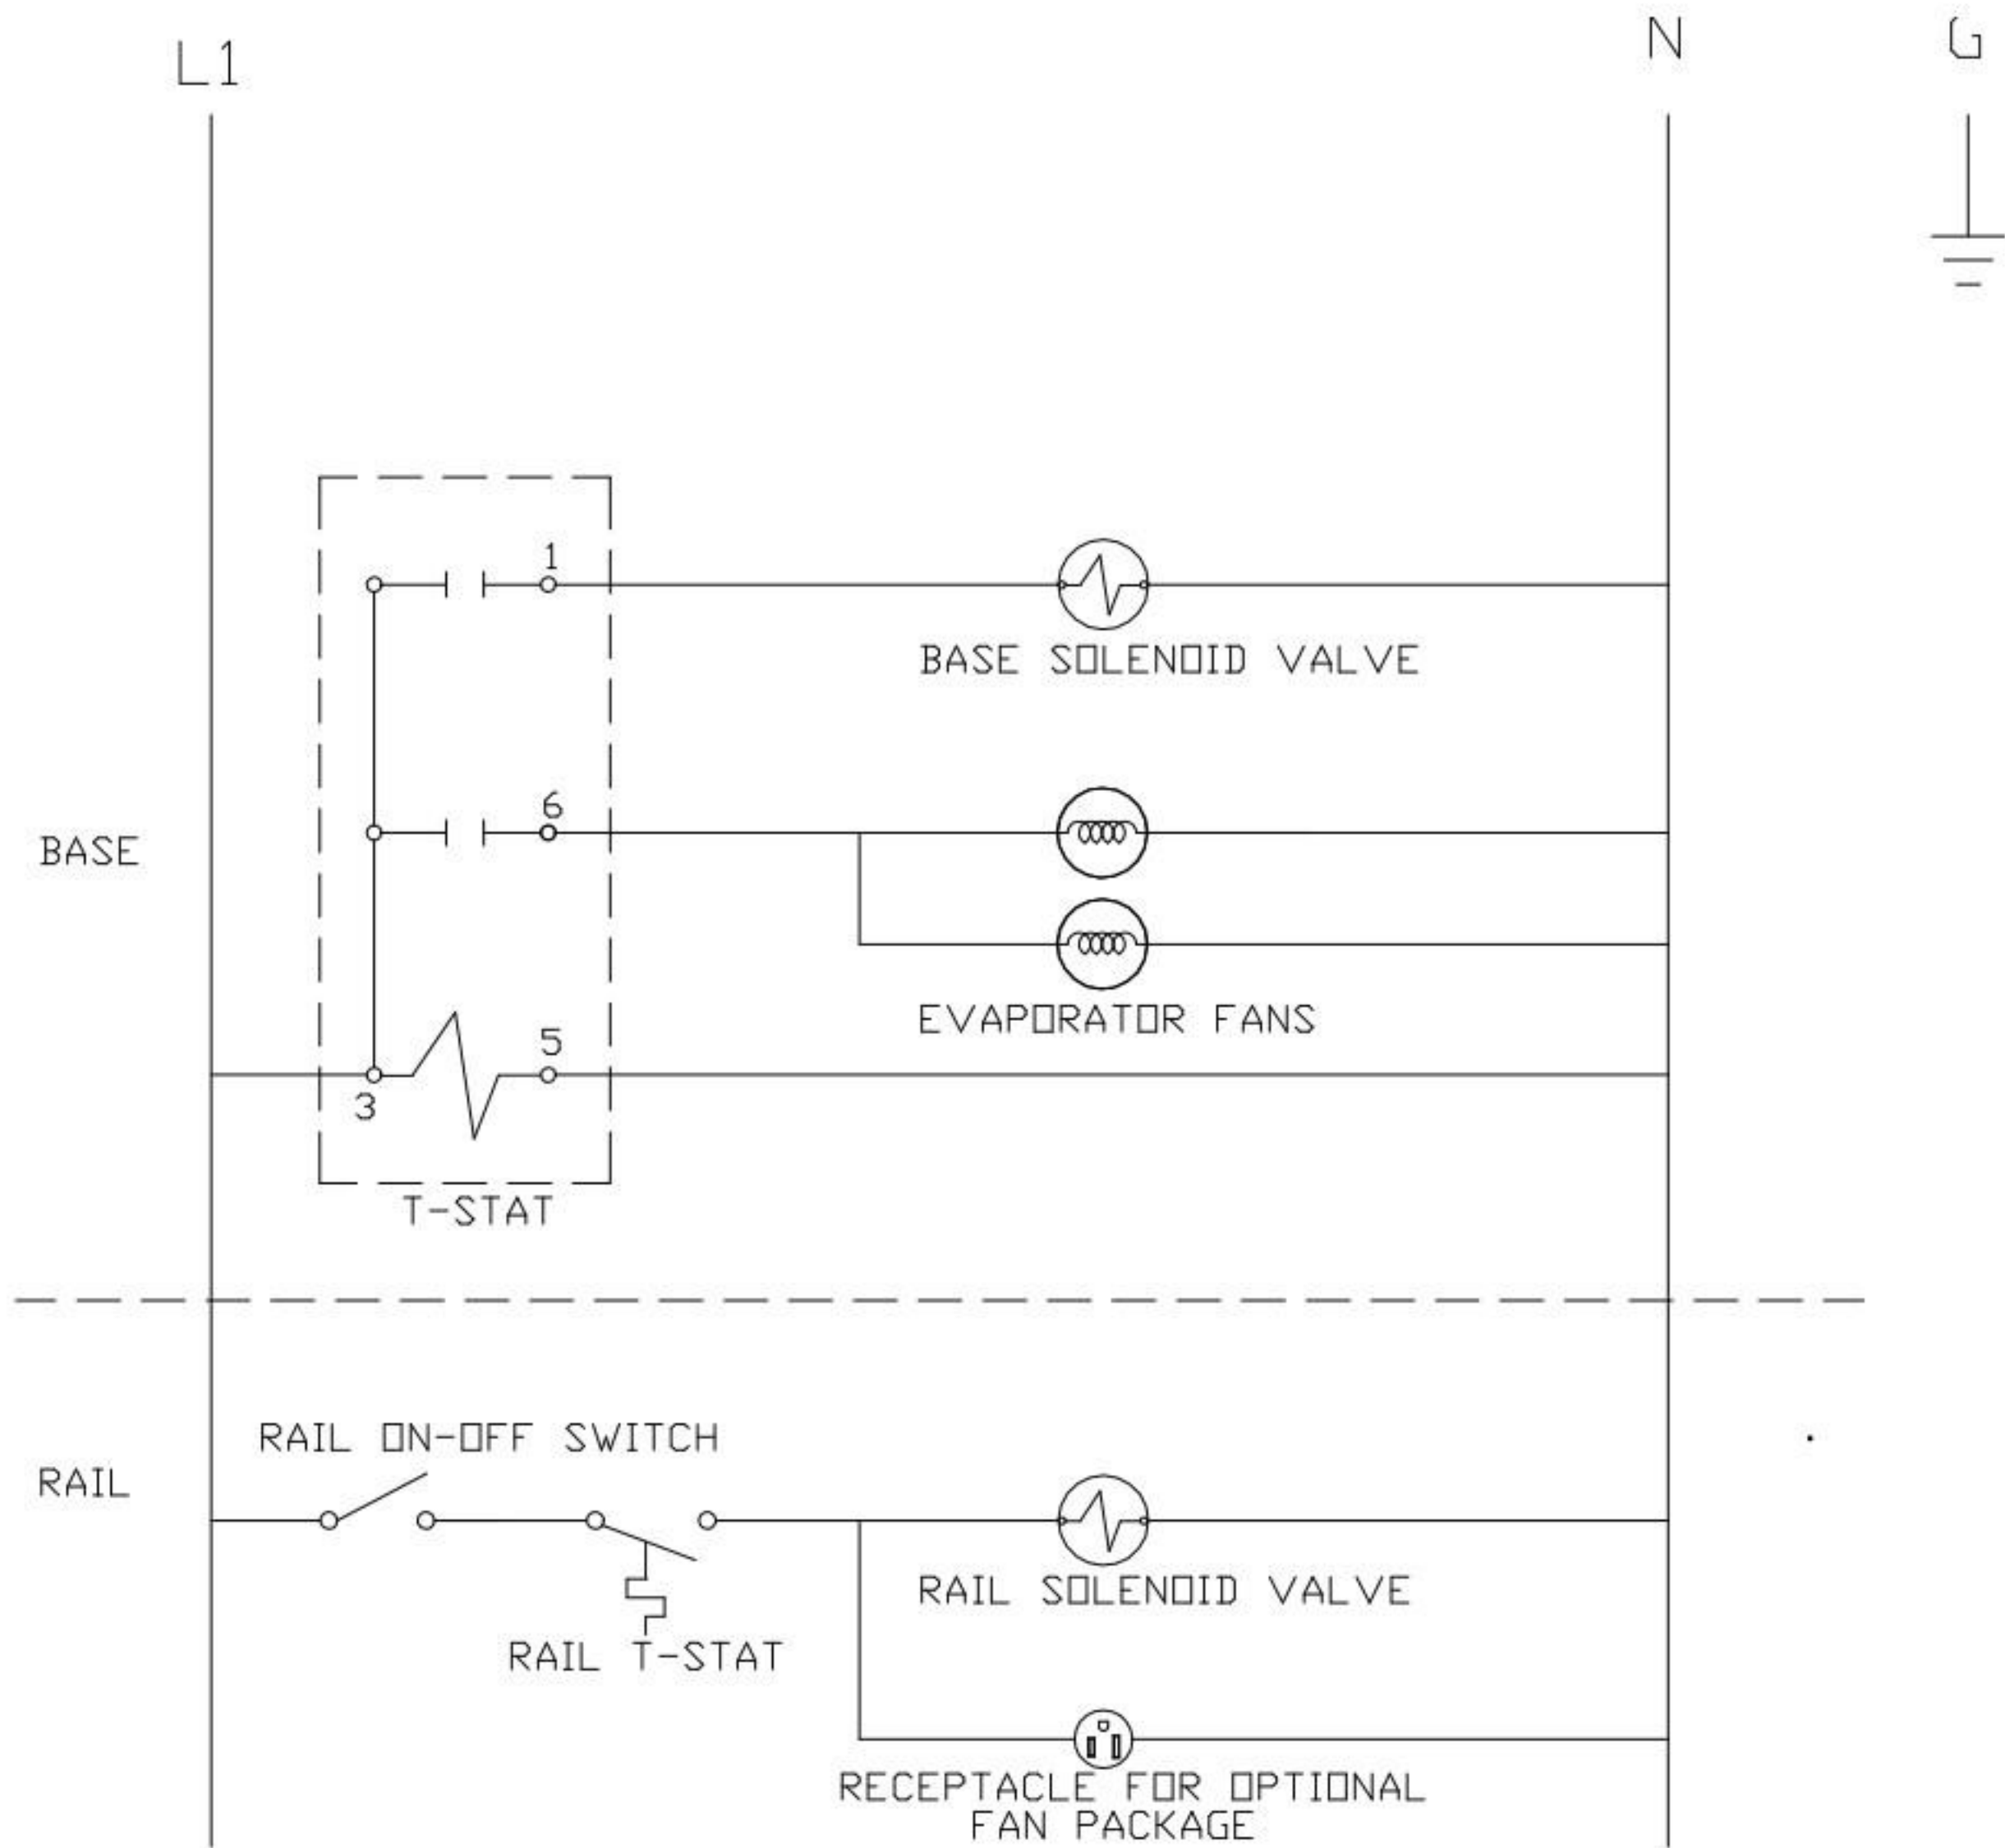 L1
N
G
1
BASE SOLENOID VALVE
6
BASE
EVAPORATOR FANS
5
3
T-STAT
RAIL ON-OFF SWITCH
RAIL
RAIL SOLENOID VALVE
RAIL T-STAT
RECEPTACLE FOR OPTIONAL
FAN PACKAGE